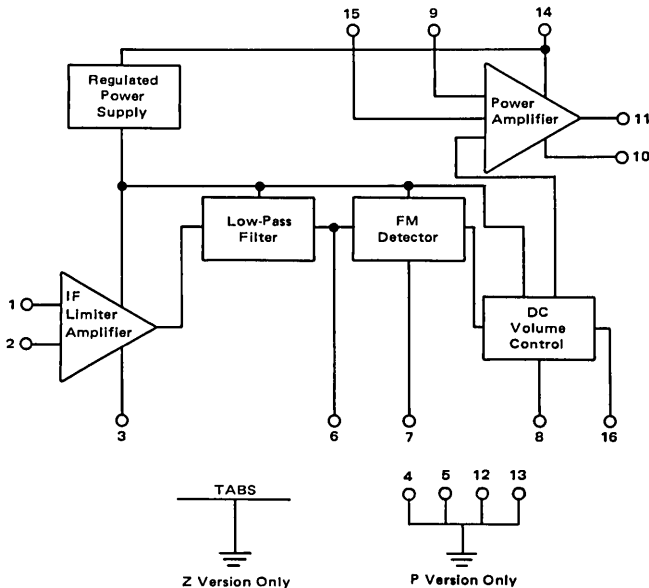 15 9 14
Regulated
Power
Supply
Power
Amplifier
11
10
Low-Pass
Filter
FM
Detector
IF
Limiter
Amplifier
1
2
DC
Volume
Control
3 6 7 8 16
TABS
4 5 12 13
Z Version Only P Version Only